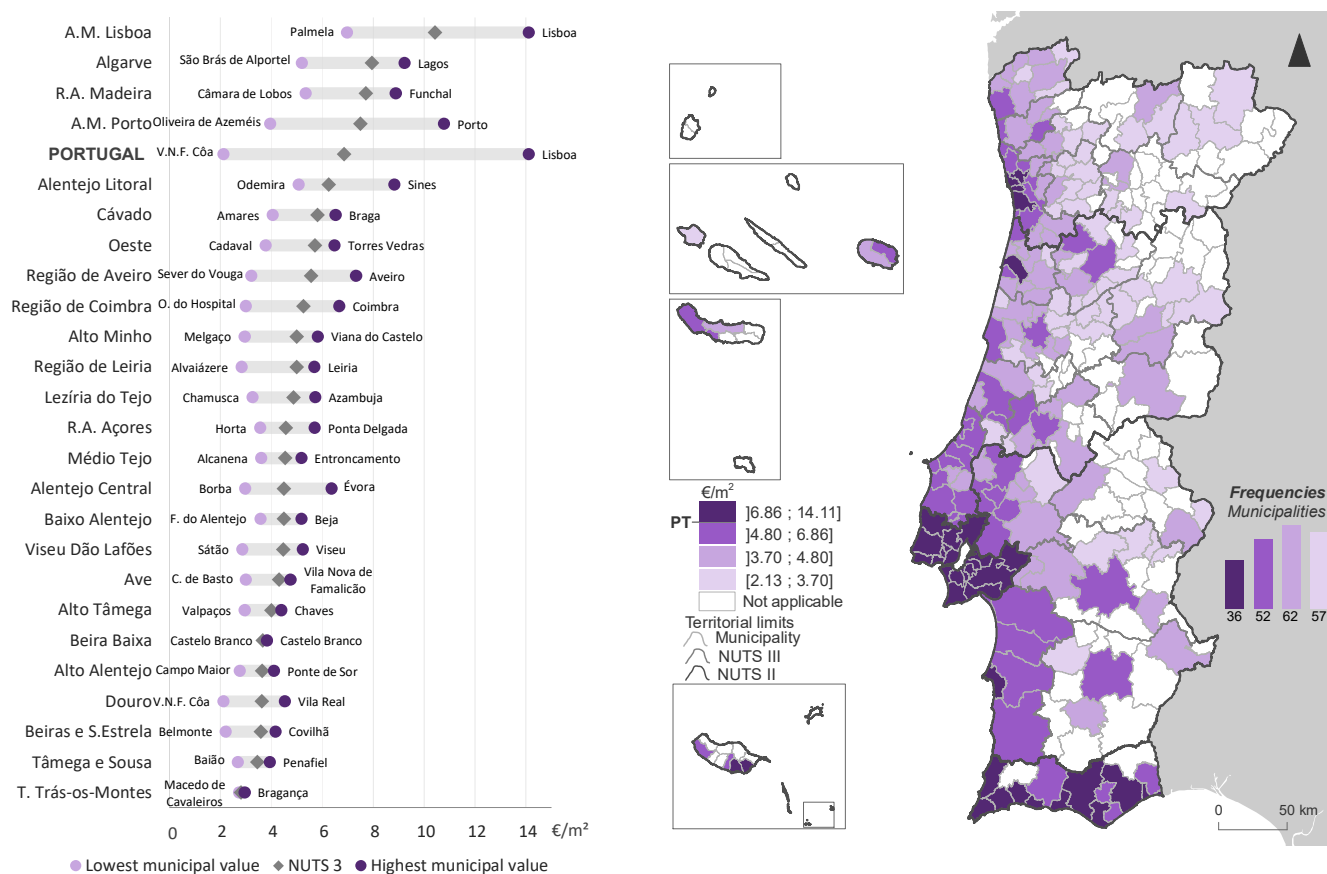 A.M. Lisboa Palmela Lisboa
Algarve São Brás de Alportel Lagos
R.A. Madeira Câmara de Lobos Funchal
A.M. Porto Oliveira de Azeméis Porto
PORTUGAL V.N.F. Côa Lisboa
Alentejo Litoral Odemira Sines
Cávado Amares Braga
Oeste Cadaval Torres Vedras
Região de Aveiro Sever do Vouga Aveiro
Região de Coimbra O. do Hospital Coimbra
Alto Minho Melgaço Viana do Castelo
Região de Leiria Alvaiázere Leiria
Lezíria do Tejo Chamusca Azambuja
R.A. Açores Horta Ponta Delgada
Médio Tejo Alcanena Entroncamento
Alentejo Central Borba Évora
Baixo Alentejo F. do Alentejo Beja
Viseu Dão Lafões Sátão Viseu
Ave C. de Basto Vila Nova de
Famalicão
Alto Tâmega Valpaços Chaves
Beira Baixa Castelo Branco Castelo Branco
Alto Alentejo Campo Maior Ponte de Sor
Douro V.N.F. Côa Vila Real
Beiras e S.Estrela Belmonte Covilhã
Tâmega e Sousa Baião Penafiel
T. Trás-os-Montes Macedo de
Cavaleiros Bragança
0 2 4 6 8 10 12 14 €/m²
Lowest municipal value NUTS 3 Highest municipal value
€/m²
PT
]6.86 ; 14.11]
]4.80 ; 6.86]
]3.70 ; 4.80]
]2.13 ; 3.70]
Not applicable
Territorial limits
Municipality
NUTS III
NUTS II
Frequencies
Municipalities
36 52 62 57
0 50 km